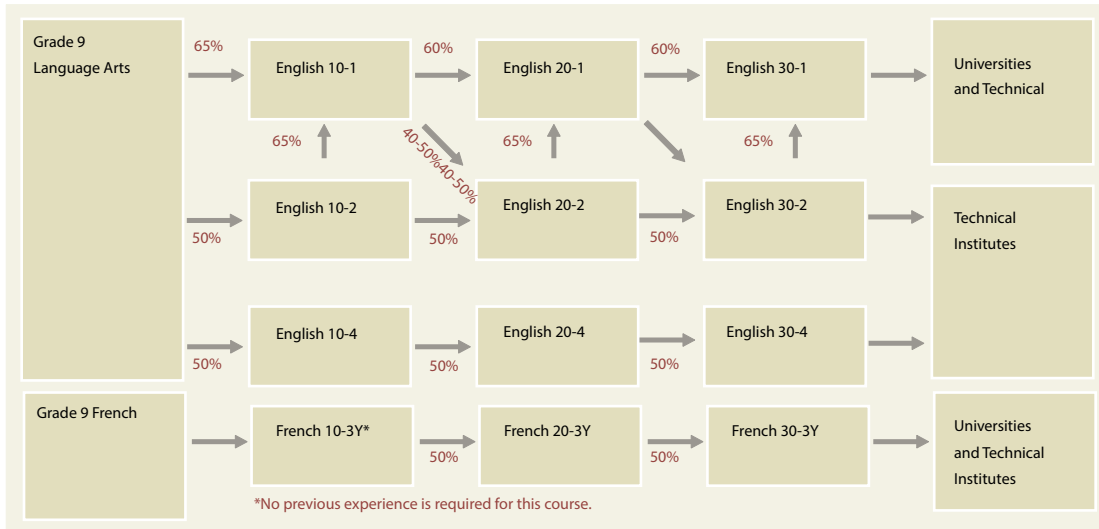 Grade 9
Language Arts
65%
English 10-1
60%
English 20-1
60%
English 30-1
Universities
and Technical
65%
40-50%
40-50%
65%
65%
50%
English 10-2
50%
English 20-2
50%
English 30-2
Technical
Institutes
50%
English 10-4
50%
English 20-4
50%
English 30-4
Grade 9 French
French 10-3Y*
50%
French 20-3Y
50%
French 30-3Y
Universities
and Technical
Institutes
*No previous experience is required for this course.